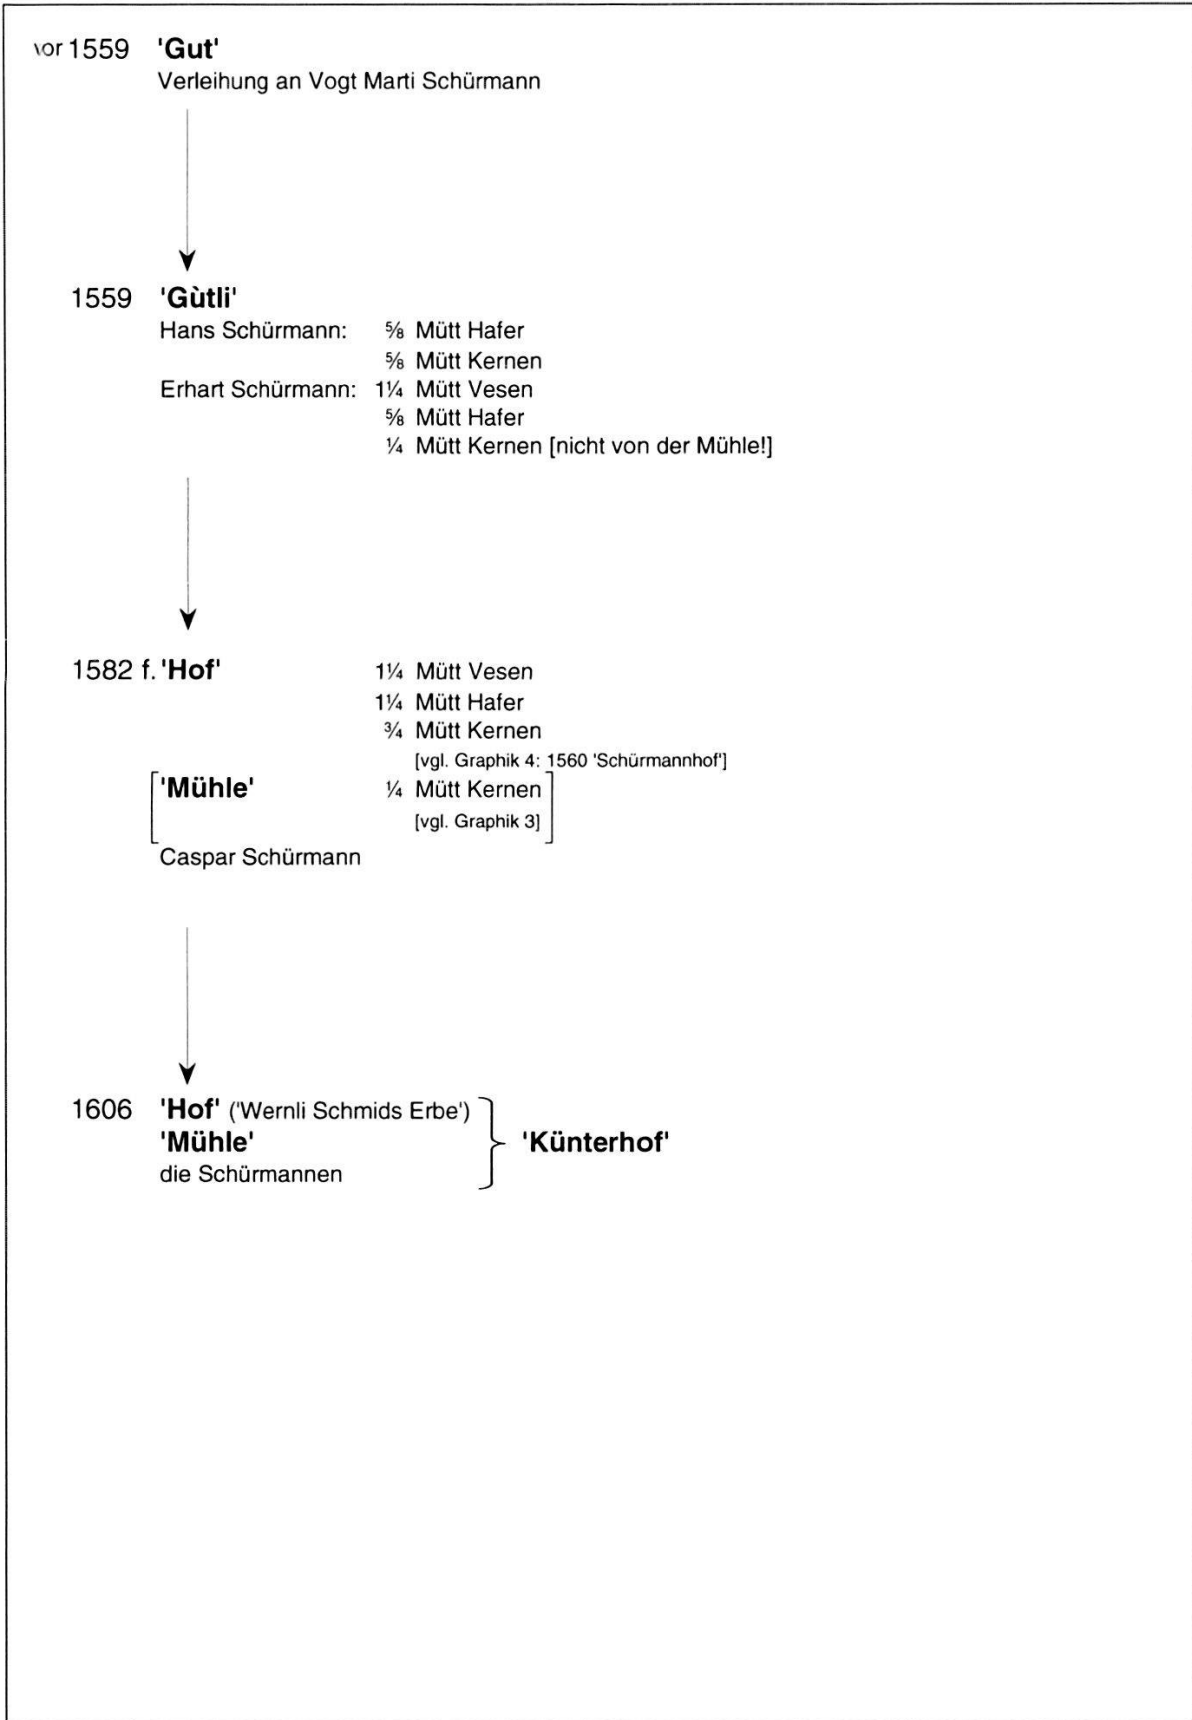 vor 1559 'Gut'
Verleihung an Vogt Marti Schürmann
1559 'Gùtli'
Hans Schürmann: ⅝ Mütt Hafer
⅝ Mütt Kernen
Erhart Schürmann: 1¼ Mütt Vesen
⅝ Mütt Hafer
¼ Mütt Kernen [nicht von der Mühle!]
1582 f. 'Hof' 1¼ Mütt Vesen
1¼ Mütt Hafer
¾ Mütt Kernen
[vgl. Graphik 4: 1560 'Schürmannhof']
'Mühle' ¼ Mütt Kernen
[vgl. Graphik 3]
Caspar Schürmann
1606 'Hof' ('Wernli Schmids Erbe')
'Mühle' 'Künterhof'
die Schürmannen